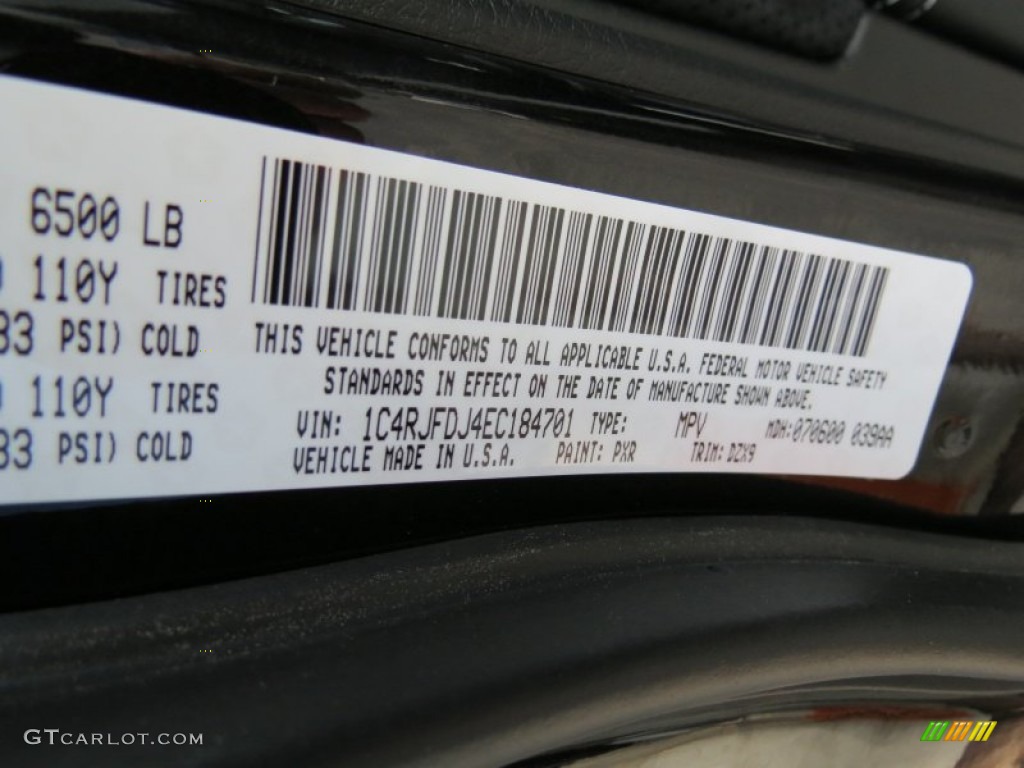 6500 LB
110Y TIRES
THIS VEHICLE CONFORMS TO ALL APPLICABLE U.S.A. FEDERAL MOTOR VEHICLE SAFETY
33 PSI) COLD
STANDARDS IN EFFECT ON THE DATE OF MANUFACTURE SHOWN ABOVE.
110Y TIRES
VIN: 1C4RJFDJ4EC184701 TYPE: MPV MDH:070600 039AA
33 PSI) COLD
VEHICLE MADE IN U.S.A. PAINT: PXR TRIM: DZX9
GTCARLOT.COM